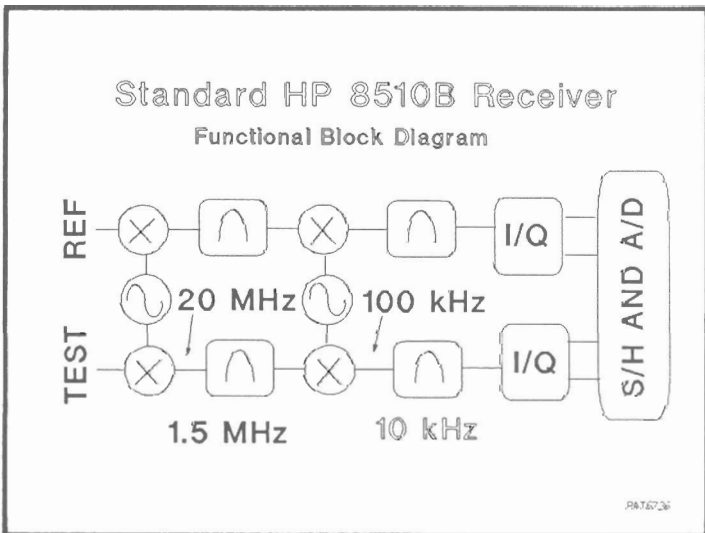 Standard HP 8510B Receiver
Functional Block Diagram
REF
I/Q
20 MHz
100 kHz
S/H AND A/D
TEST
I/Q
1.5 MHz
10 kHz